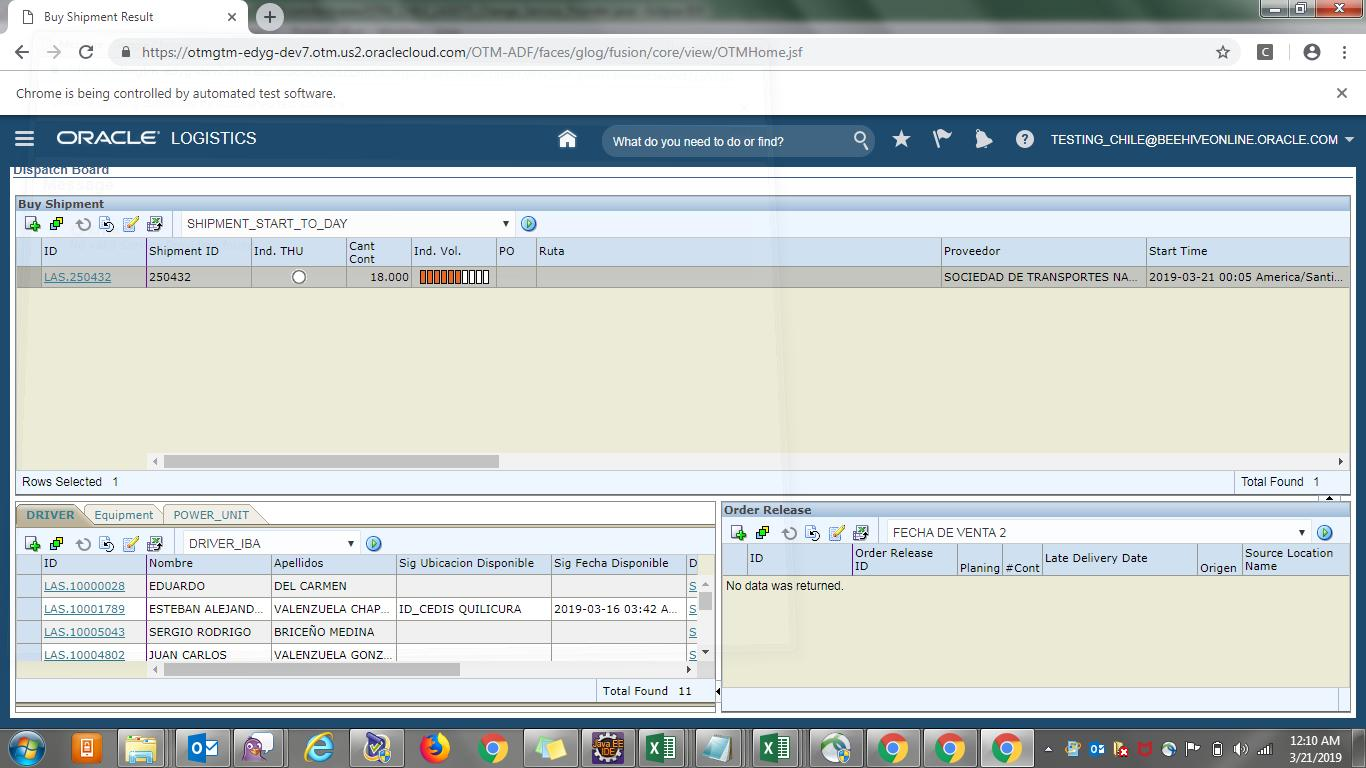 Buy Shipment Result
https://otmgtm-edyg-dev7.otm.us2.oraclecloud.com/OTM-ADF/faces/glog/fusion/core/view/OTMHome.jsf
C
Chrome is being controlled by automated test software.
ORACLE LOGISTICS
What do you need to do or find?
TESTING_CHILE@BEEHIVEONLINE.ORACLE.COM
Dispatch Board
Buy Shipment
SHIPMENT_START_TO_DAY
ID Shipment ID Ind. THU Cant Cont Ind. Vol. PO Ruta Proveedor Start Time
LAS.250432 250432 18.000 SOCIEDAD DE TRANSPORTES NA... 2019-03-21 00:05 America/Santi...
Rows Selected 1
Total Found 1
DRIVER Equipment POWER_UNIT
DRIVER_IBA
ID Nombre Apellidos Sig Ubicacion Disponible Sig Fecha Disponible D
LAS.10000028 EDUARDO DEL CARMEN S
LAS.10001789 ESTEBAN ALEJAND... VALENZUELA CHAP... ID_CEDIS QUILICURA 2019-03-16 03:42 A... S
LAS.10005043 SERGIO RODRIGO BRICEÑO MEDINA S
LAS.10004802 JUAN CARLOS VALENZUELA GONZ... S
Total Found 11
Order Release
FECHA DE VENTA 2
ID Order Release ID Planing #Cont Late Delivery Date Origen Source Location Name
No data was returned.
Java EE
IDE
12:10 AM
3/21/2019